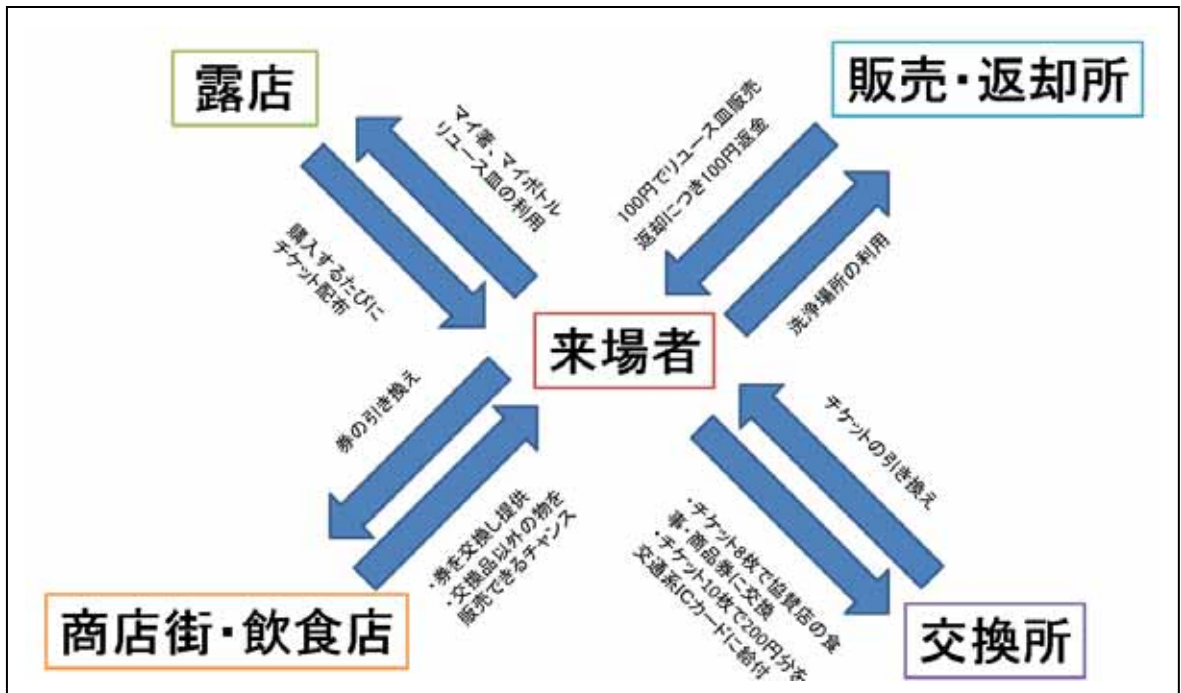 露店
販売・返却所
マイ箸、マイボトル
リユース皿の利用
購入するたびに
チケット配布
100円でリユース皿販売
返却につき100円返金
洗浄場所の利用
来場者
券の引き換え
・券を交換し提供
・交換品以外の物を
販売できるチャンス
チケットの引き換え
・チケット8枚で協賛店の食
事・商品券に交換
・チケット10枚で200円分を
交通系ICカードに給付
商店街・飲食店
交換所